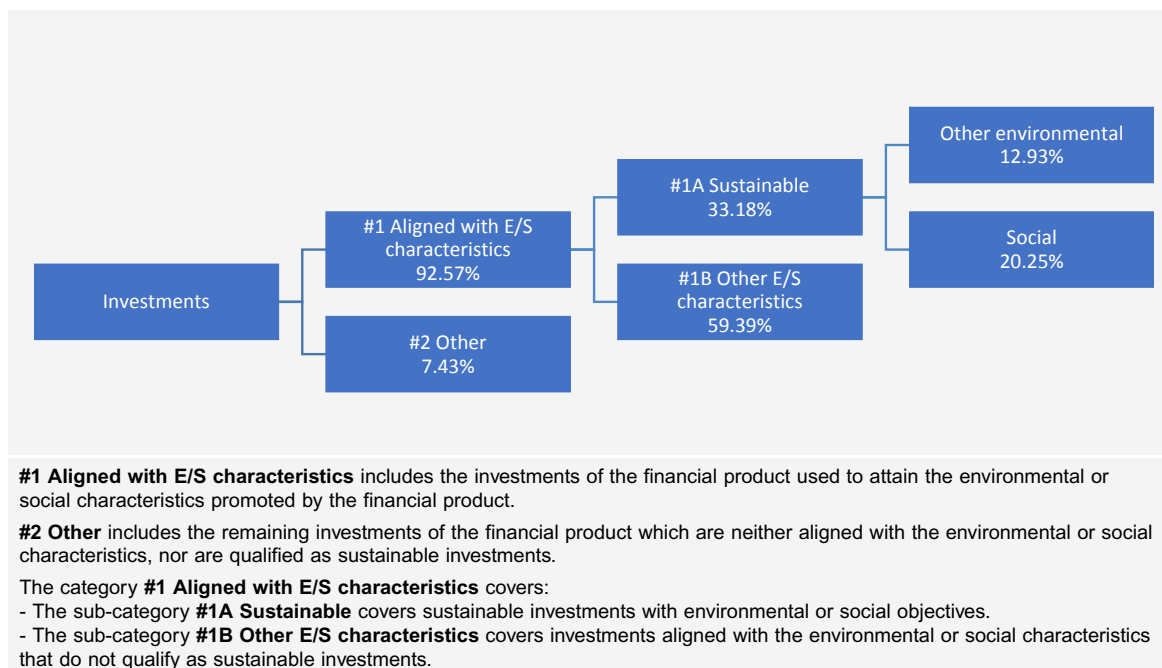 Investments
#1 Aligned with E/S
characteristics
92.57%
#2 Other
7.43%
#1A Sustainable
33.18%
#1B Other E/S
characteristics
59.39%
Other environmental
12.93%
Social
20.25%
#1 Aligned with E/S characteristics includes the investments of the financial product used to attain the environmental or
social characteristics promoted by the financial product.
#2 Other includes the remaining investments of the financial product which are neither aligned with the environmental or social
characteristics, nor are qualified as sustainable investments.
The category #1 Aligned with E/S characteristics covers:
- The sub-category #1A Sustainable covers sustainable investments with environmental or social objectives.
- The sub-category #1B Other E/S characteristics covers investments aligned with the environmental or social characteristics
that do not qualify as sustainable investments.